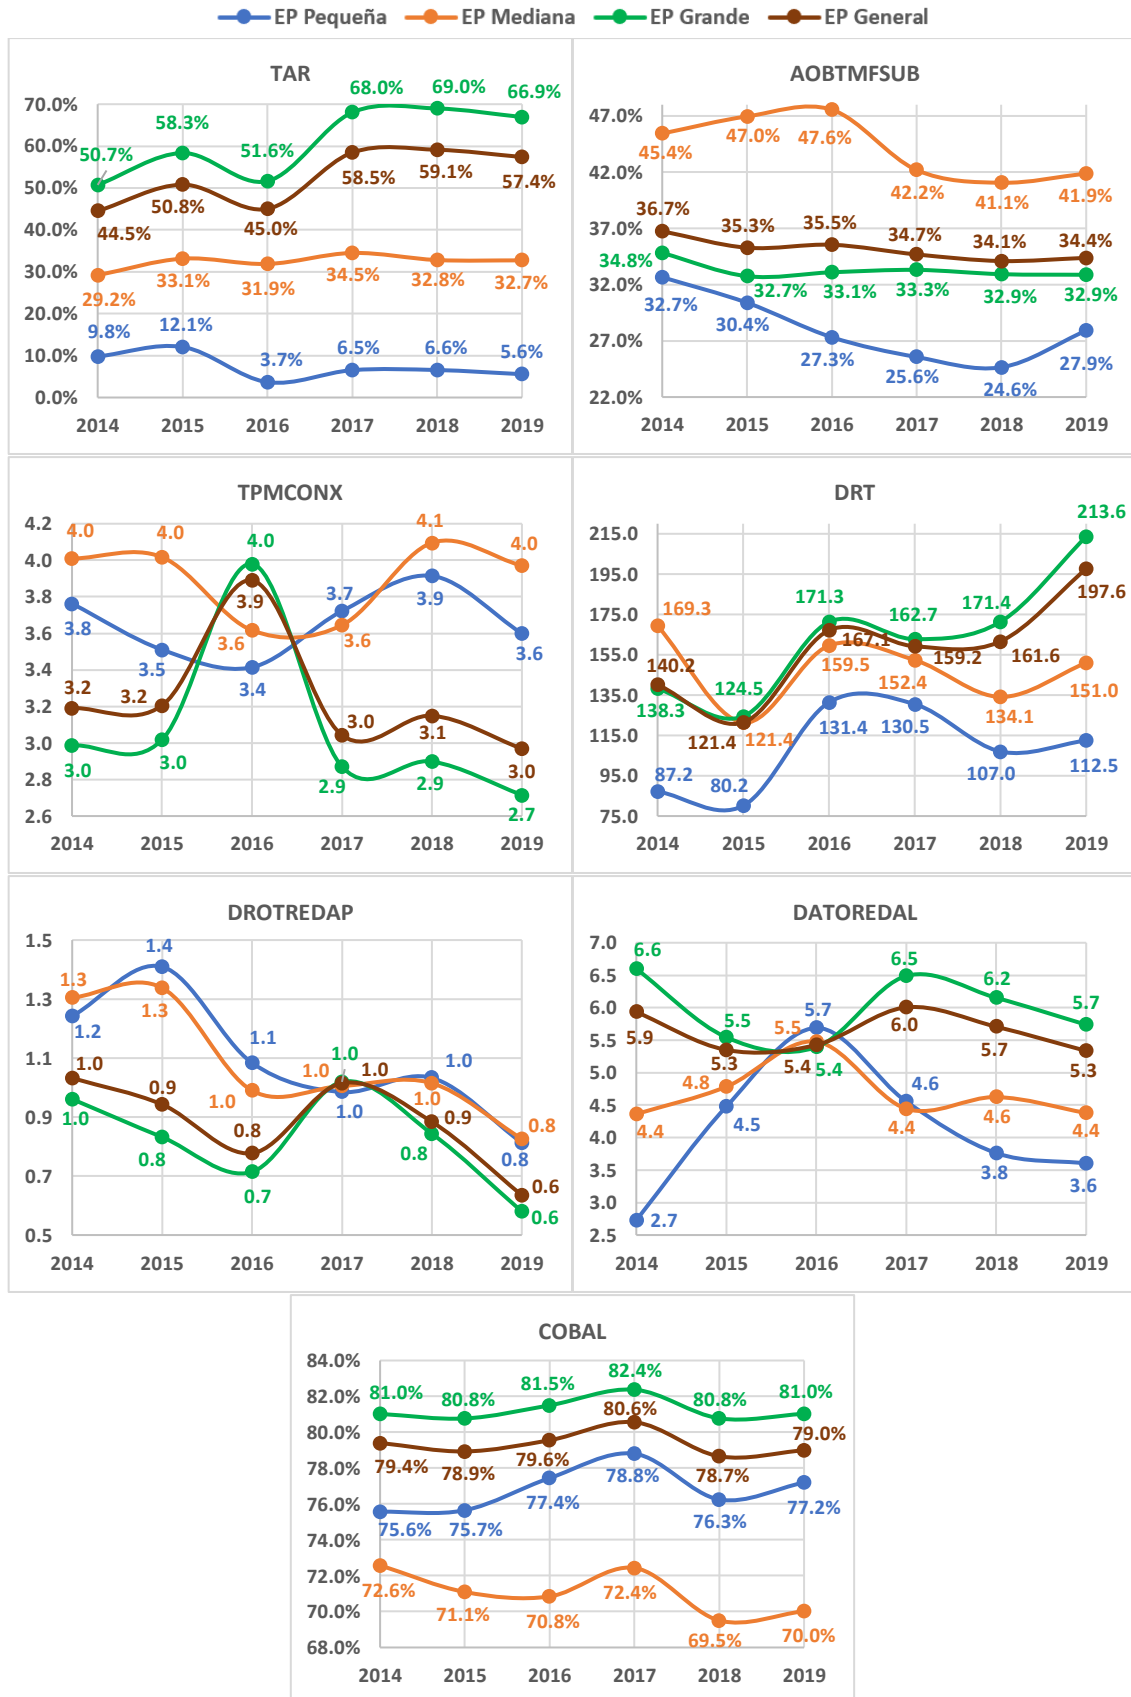 EP Pequeña EP Mediana EP Grande EP General
TAR
70.0%
60.0%
50.0%
40.0%
30.0%
20.0%
10.0%
0.0%
50.7% 58.3% 51.6% 68.0% 69.0% 66.9%
44.5% 50.8% 45.0% 58.5% 59.1% 57.4%
29.2% 33.1% 31.9% 34.5% 32.8% 32.7%
9.8% 12.1% 3.7% 6.5% 6.6% 5.6%
2014 2015 2016 2017 2018 2019
AOBTMFSUB
47.0%
42.0%
37.0%
32.0%
27.0%
22.0%
45.4% 47.0% 47.6% 42.2% 41.1% 41.9%
36.7% 35.3% 35.5% 34.7% 34.1% 34.4%
34.8% 32.7% 33.1% 33.3% 32.9% 32.9%
32.7% 30.4% 27.3% 25.6% 24.6% 27.9%
2014 2015 2016 2017 2018 2019
TPMCONX
4.2
4.0
3.8
3.6
3.4
3.2
3.0
2.8
2.6
4.0 4.0 3.6 3.6 4.1 4.0
3.8 3.5 3.4 3.7 3.9 3.6
3.2 3.2 3.9 3.0 3.1 3.0
3.0 3.0 4.0 2.9 2.9 2.7
2014 2015 2016 2017 2018 2019
DRT
215.0
195.0
175.0
155.0
135.0
115.0
95.0
75.0
169.3 121.4 159.5 152.4 134.1 151.0
140.2 121.4 167.1 159.2 161.6 197.6
138.3 124.5 171.3 162.7 171.4 213.6
87.2 80.2 131.4 130.5 107.0 112.5
2014 2015 2016 2017 2018 2019
DROTREDAP
1.5
1.3
1.1
0.9
0.7
0.5
1.3 1.3 1.0 1.0 1.0 0.8
1.2 1.4 1.1 1.0 1.0 0.8
1.0 0.9 0.8 1.0 0.9 0.6
1.0 0.8 0.7 1.0 0.8 0.6
2014 2015 2016 2017 2018 2019
DATOREDAL
7.0
6.5
6.0
5.5
5.0
4.5
4.0
3.5
3.0
2.5
6.6 5.5 5.4 6.5 6.2 5.7
5.9 5.3 5.4 6.0 5.7 5.3
4.4 4.8 5.5 4.4 4.6 4.4
2.7 4.5 5.7 4.6 3.8 3.6
2014 2015 2016 2017 2018 2019
COBAL
84.0%
82.0%
80.0%
78.0%
76.0%
74.0%
72.0%
70.0%
68.0%
81.0% 80.8% 81.5% 82.4% 80.8% 81.0%
79.4% 78.9% 79.6% 80.6% 78.7% 79.0%
75.6% 75.7% 77.4% 78.8% 76.3% 77.2%
72.6% 71.1% 70.8% 72.4% 69.5% 70.0%
2014 2015 2016 2017 2018 2019